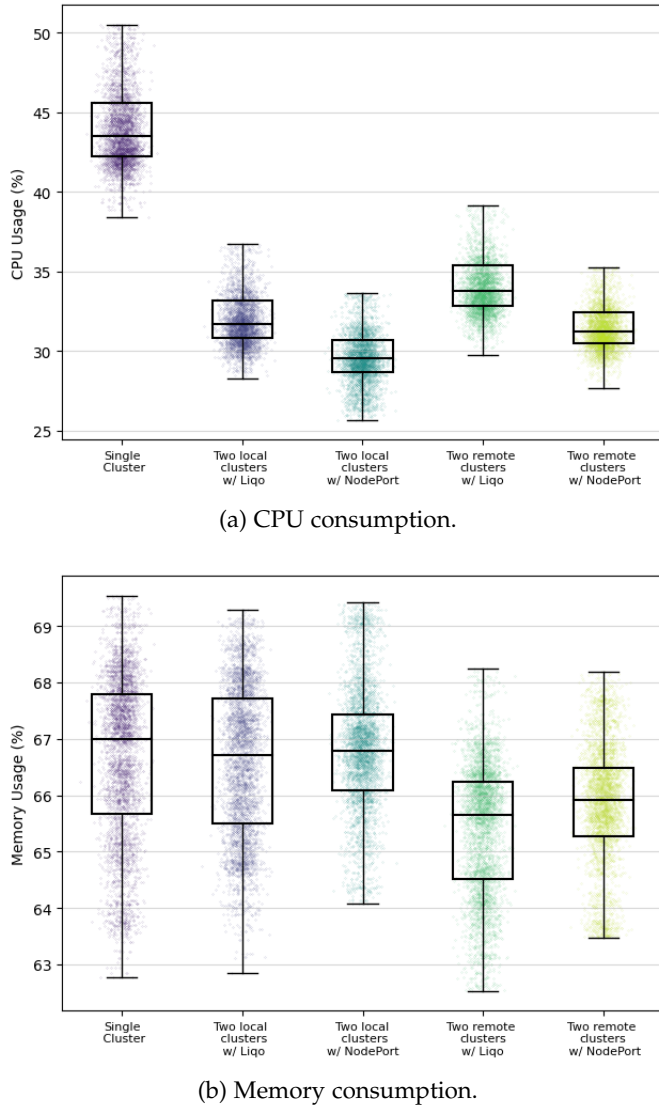 50
45
40
35
30
25
CPU Usage (%)
Single Cluster
Two local clusters w/ Liqo
Two local clusters w/ NodePort
Two remote clusters w/ Liqo
Two remote clusters w/ NodePort
(a) CPU consumption.
69
68
67
66
65
64
63
Memory Usage (%)
Single Cluster
Two local clusters w/ Liqo
Two local clusters w/ NodePort
Two remote clusters w/ Liqo
Two remote clusters w/ NodePort
(b) Memory consumption.